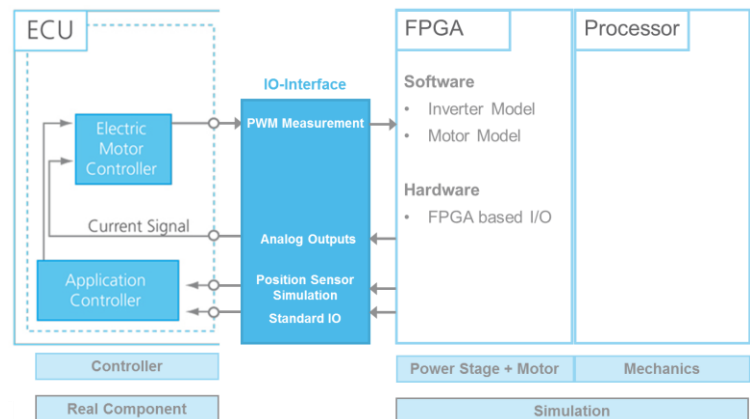 ECU
FPGA
Processor
IO-Interface
Software
• Inverter Model
• Motor Model
Electric
Motor
Controller
PWM Measurement
Hardware
• FPGA based I/O
Current Signal
Analog Outputs
Application
Controller
Position Sensor
Simulation
Standard IO
Controller
Power Stage + Motor
Mechanics
Real Component
Simulation